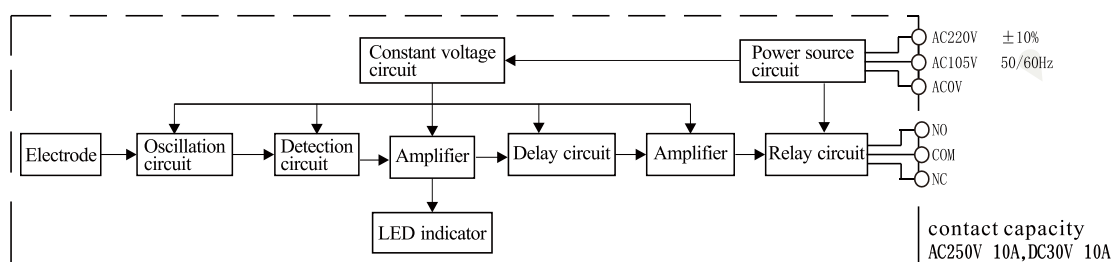 Constant voltage
circuit
Power source
circuit
AC220V ±10%
AC105V 50/60Hz
AC0V
Electrode
Oscillation
circuit
Detection
circuit
Amplifier
Delay circuit
Amplifier
Relay circuit
NO
COM
NC
LED indicator
contact capacity
AC250V 10A,DC30V 10A